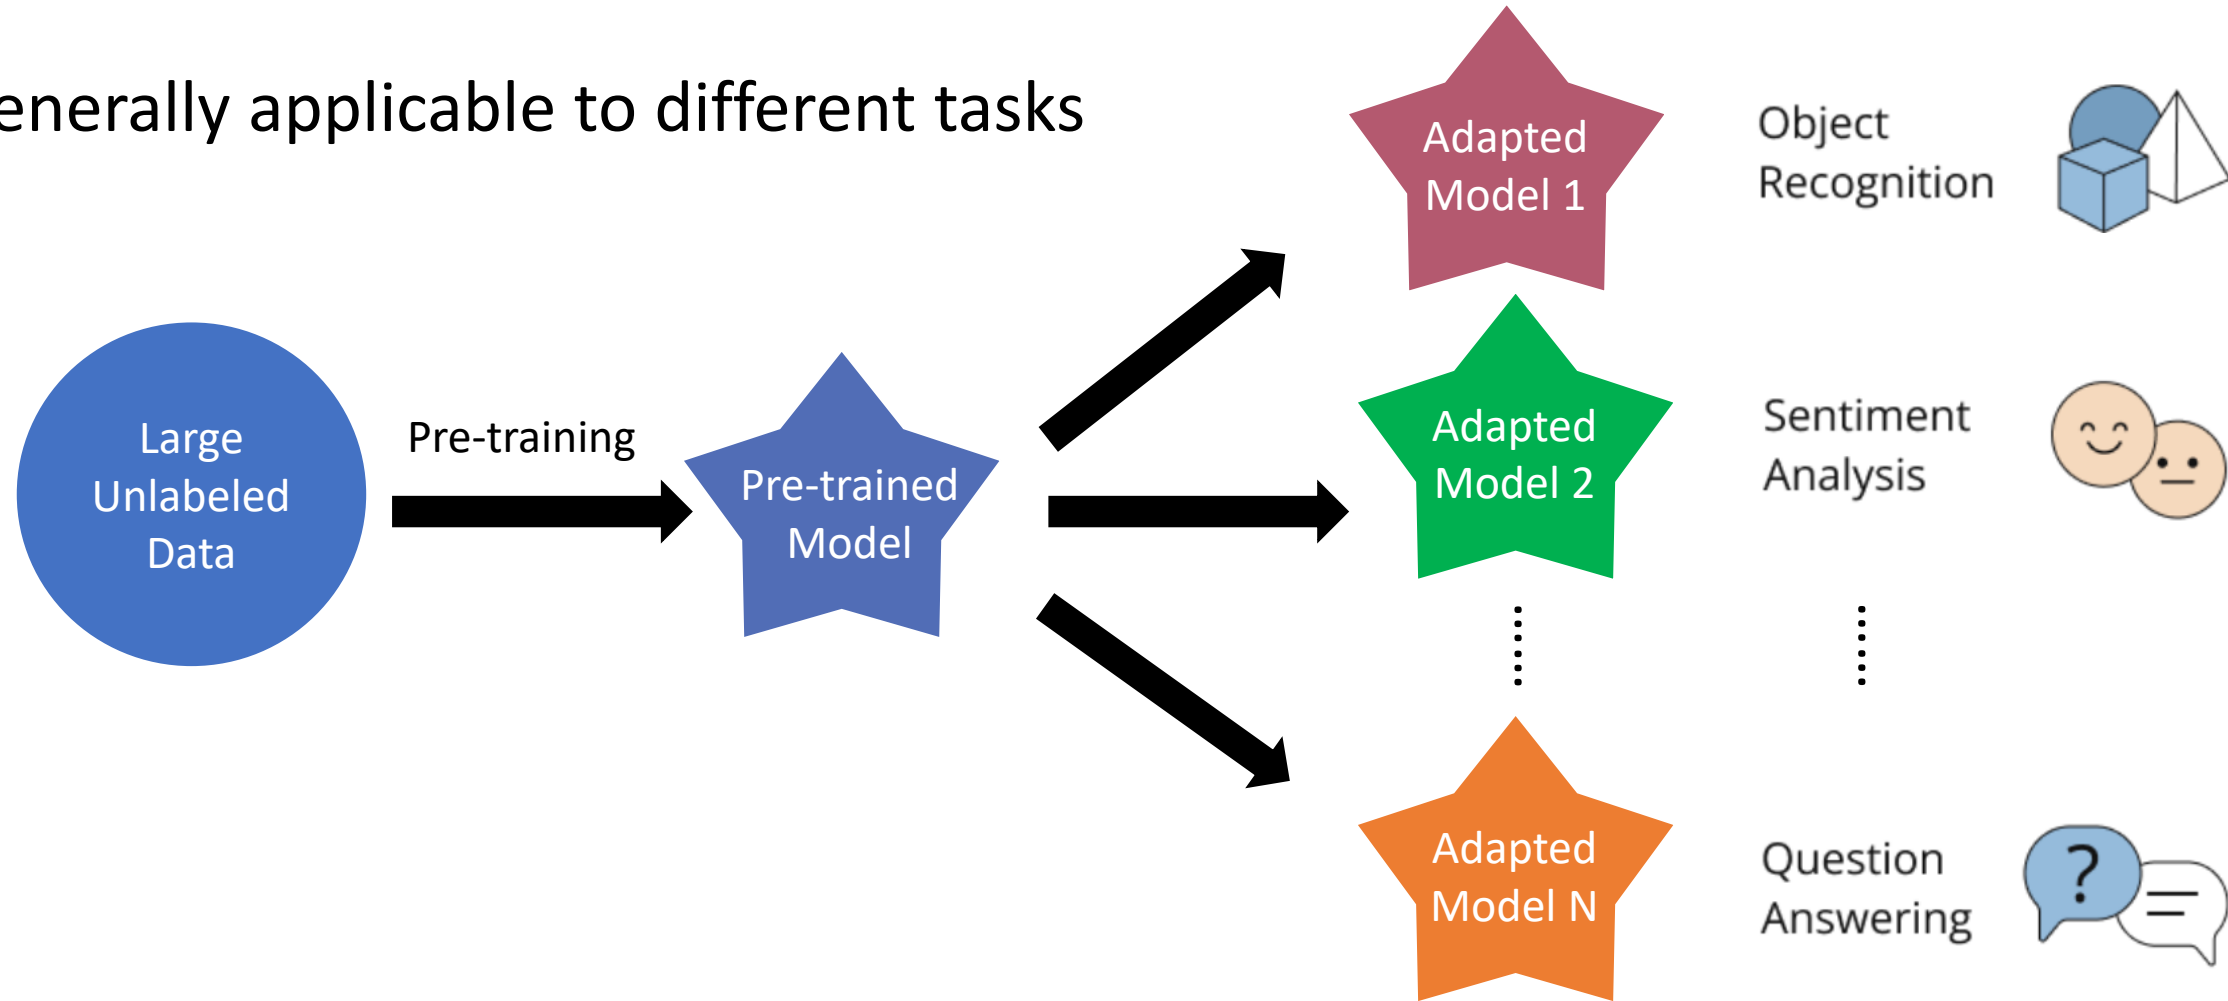 enerally applicable to different tasks
Large
Unlabeled
Data
Pre-training
Pre-trained
Model
Adapted
Model 1
Object
Recognition
Adapted
Model 2
Sentiment
Analysis
Adapted
Model N
Question
Answering
?